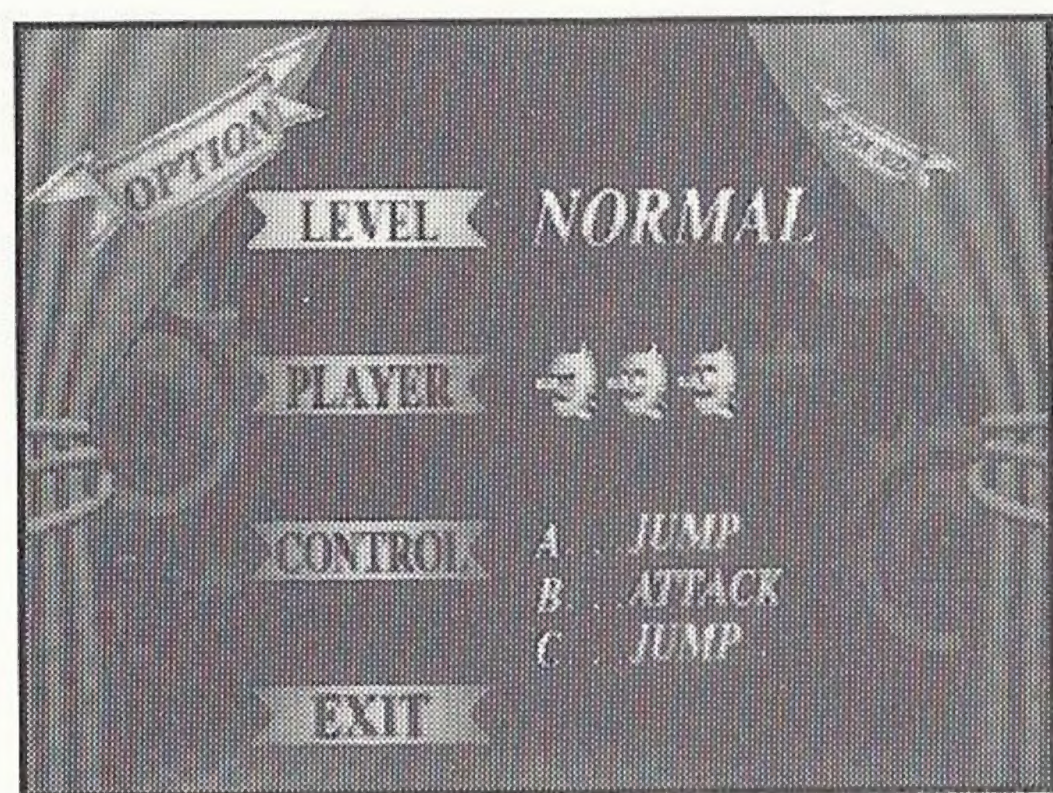 OPTION
LEVEL NORMAL
PLAYER
CONTROL A . . . JUMP
B . . . ATTACK
C . . . JUMP
EXIT